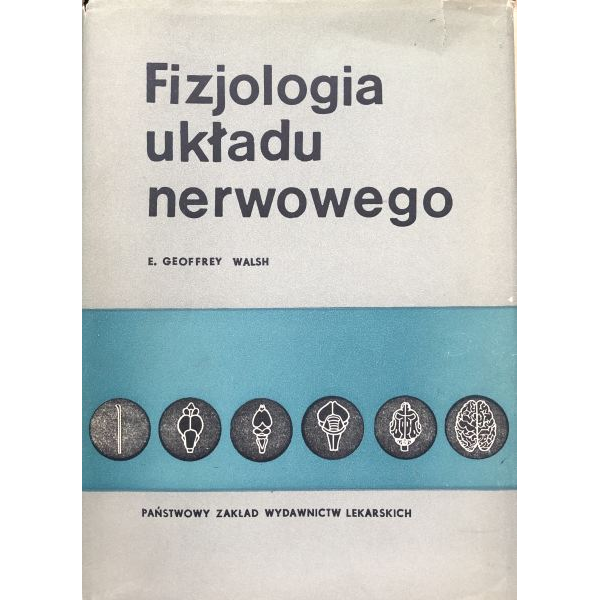 Fizjologia
układu
nerwowego
E. GEOFFREY WALSH
PAŃSTWOWY ZAKŁAD WYDAWNICTW LEKARSKICH